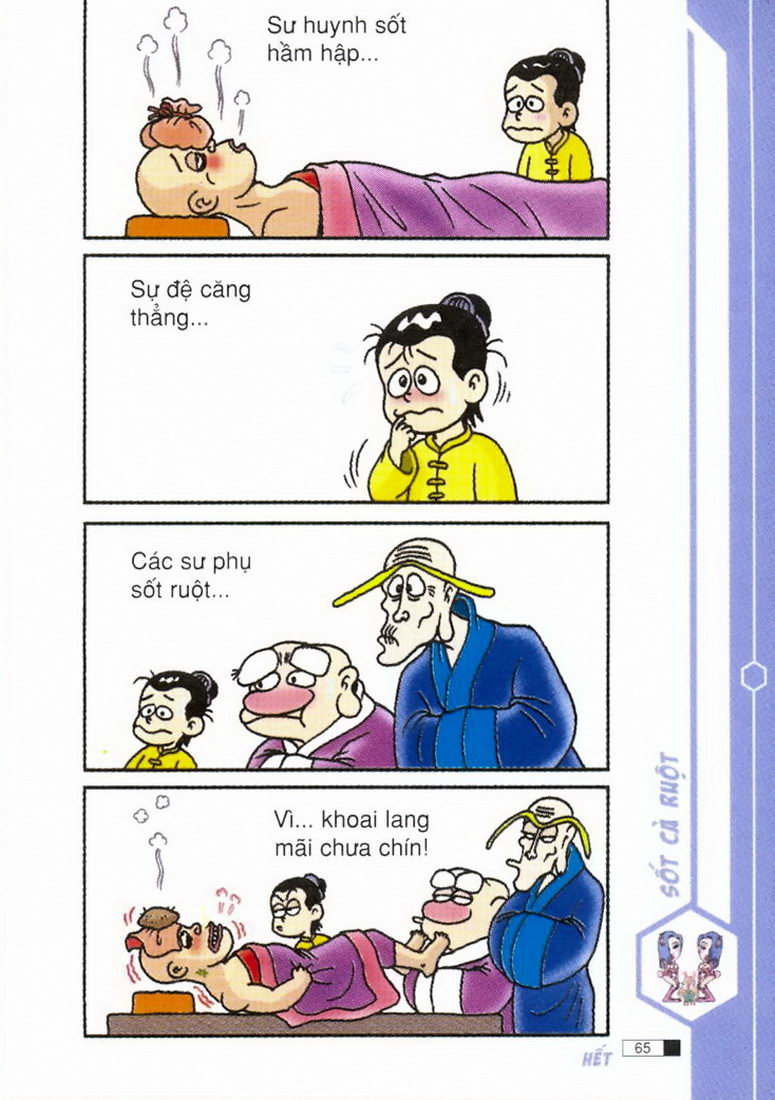 Sư huynh sốt
hầm hập...
Sự đệ căng
thẳng...
Các sư phụ
sốt ruột...
Vì... khoai lang
mãi chưa chín!
SỐT CẢ RUỘT
HẾT
65